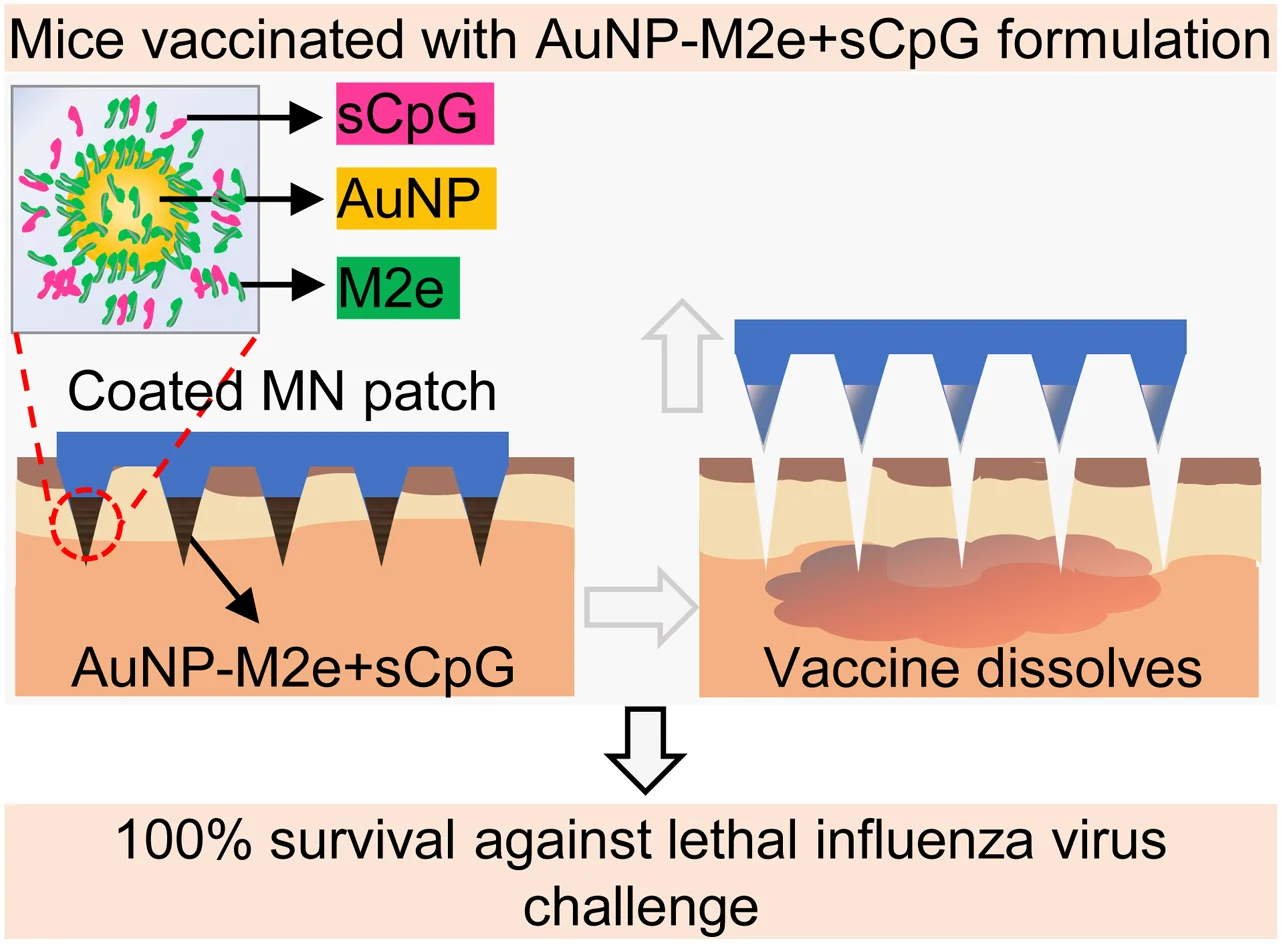 Mice vaccinated with AuNP-M2e+sCpG formulation
sCpG
AuNP
M2e
Coated MN patch
AuNP-M2e+sCpG
Vaccine dissolves
100% survival against lethal influenza virus
challenge